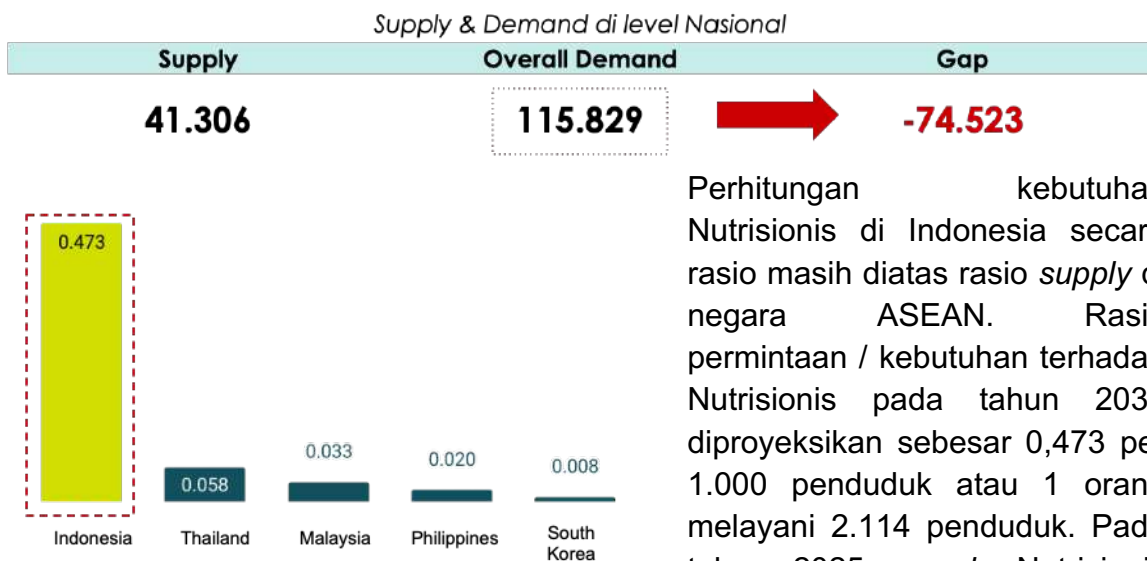 Supply & Demand di level Nasional
Supply Overall Demand Gap
41.306 115.829 -74.523
0.473
0.058
0.033
0.020
0.008
Indonesia Thailand Malaysia Philippines South Korea
Perhitungan kebutuha
Nutrisionis di Indonesia secar
rasio masih diatas rasio supply
negara ASEAN. Rasi
permintaan / kebutuhan terhada
Nutrisionis pada tahun 203
diproyeksikan sebesar 0,473 pe
1.000 penduduk atau 1 oran
melayani 2.114 penduduk. Pad